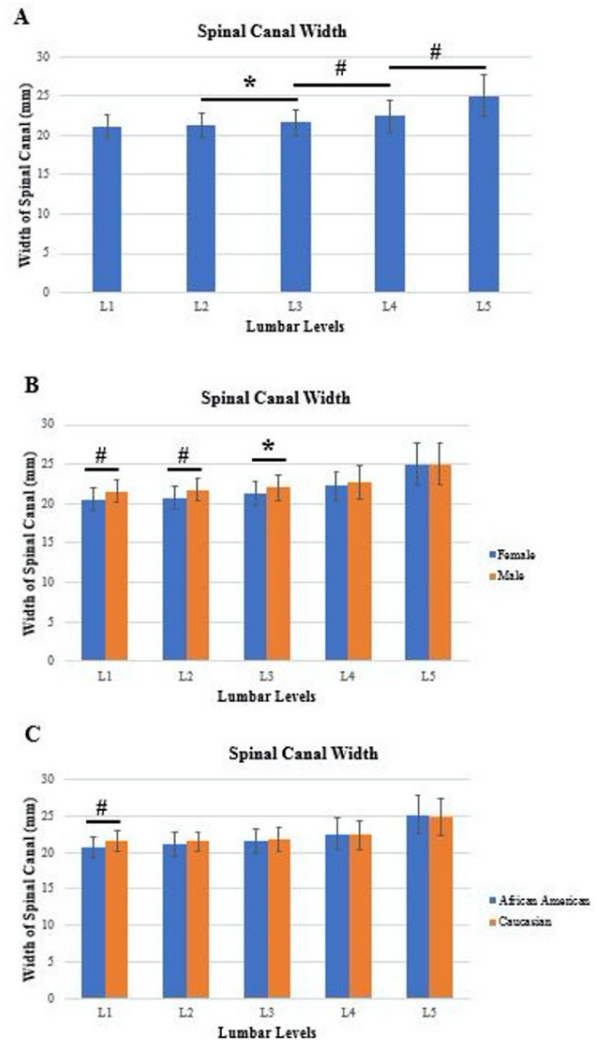 A
Spinal Canal Width
#
#
*
30
25
20
15
10
5
0
Width of Spinal Canal (mm)
L1 L2 L3 L4 L5
Lumbar Levels
B
Spinal Canal Width
30
25
20
15
10
5
0
Width of Spinal Canal (mm)
# # *
Female
Male
L1 L2 L3 L4 L5
Lumbar Levels
C
Spinal Canal Width
30
25
20
15
10
5
0
Width of Spinal Canal (mm)
#
African American
Caucasian
L1 L2 L3 L4 L5
Lumbar Levels